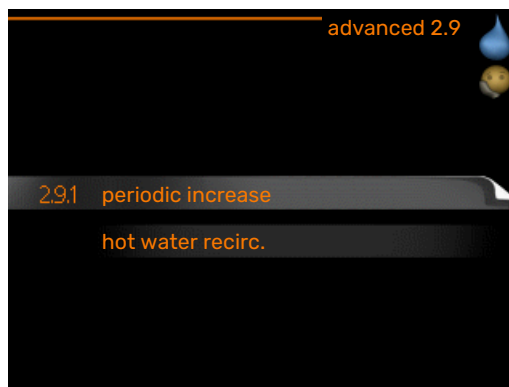 advanced 2.9
2.9.1 periodic increase
hot water recirc.